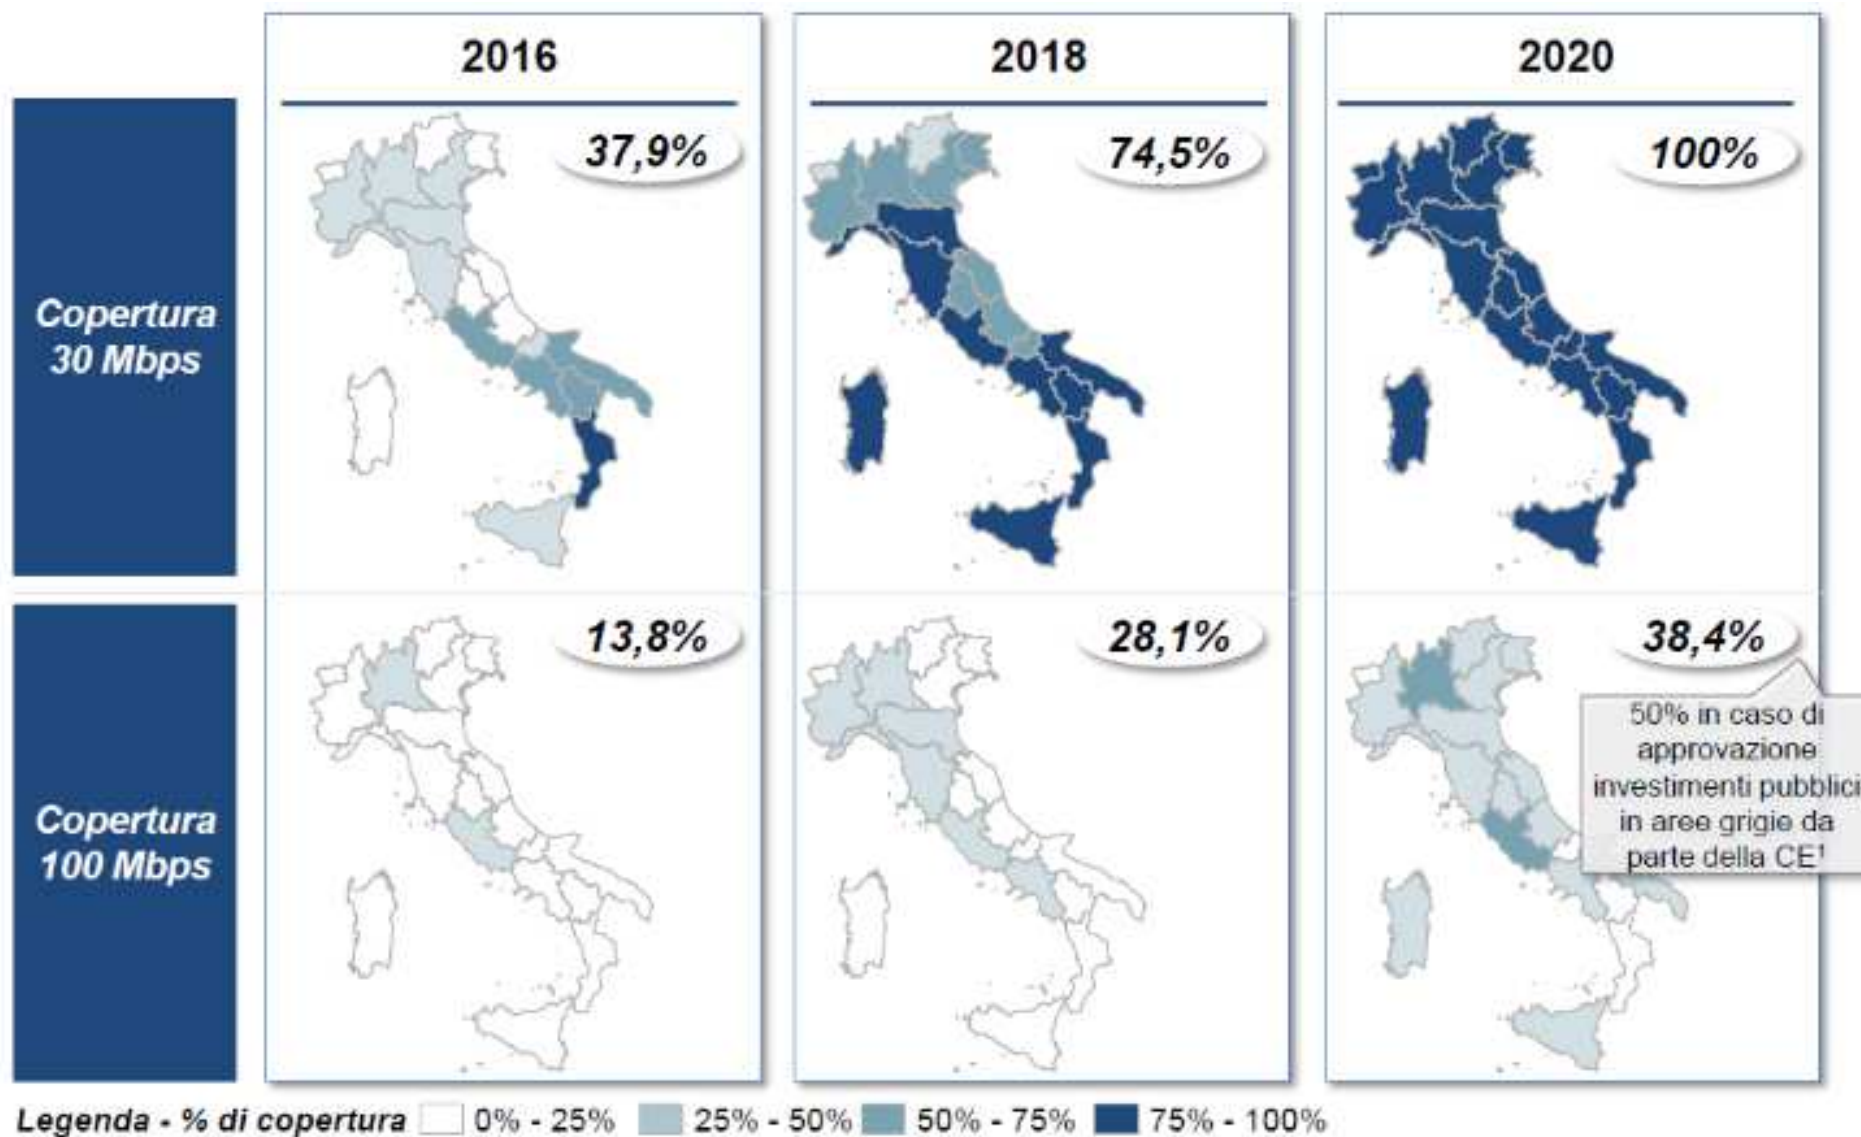 2016
2018
2020
Copertura
30 Mbps
37,9%
74,5%
100%
Copertura
100 Mbps
13,8%
28,1%
38,4%
50% in caso di
approvazione
investimenti pubblici
in aree grigie da
parte della CE¹
Legenda - % di copertura 0% - 25% 25% - 50% 50% - 75% 75% - 100%